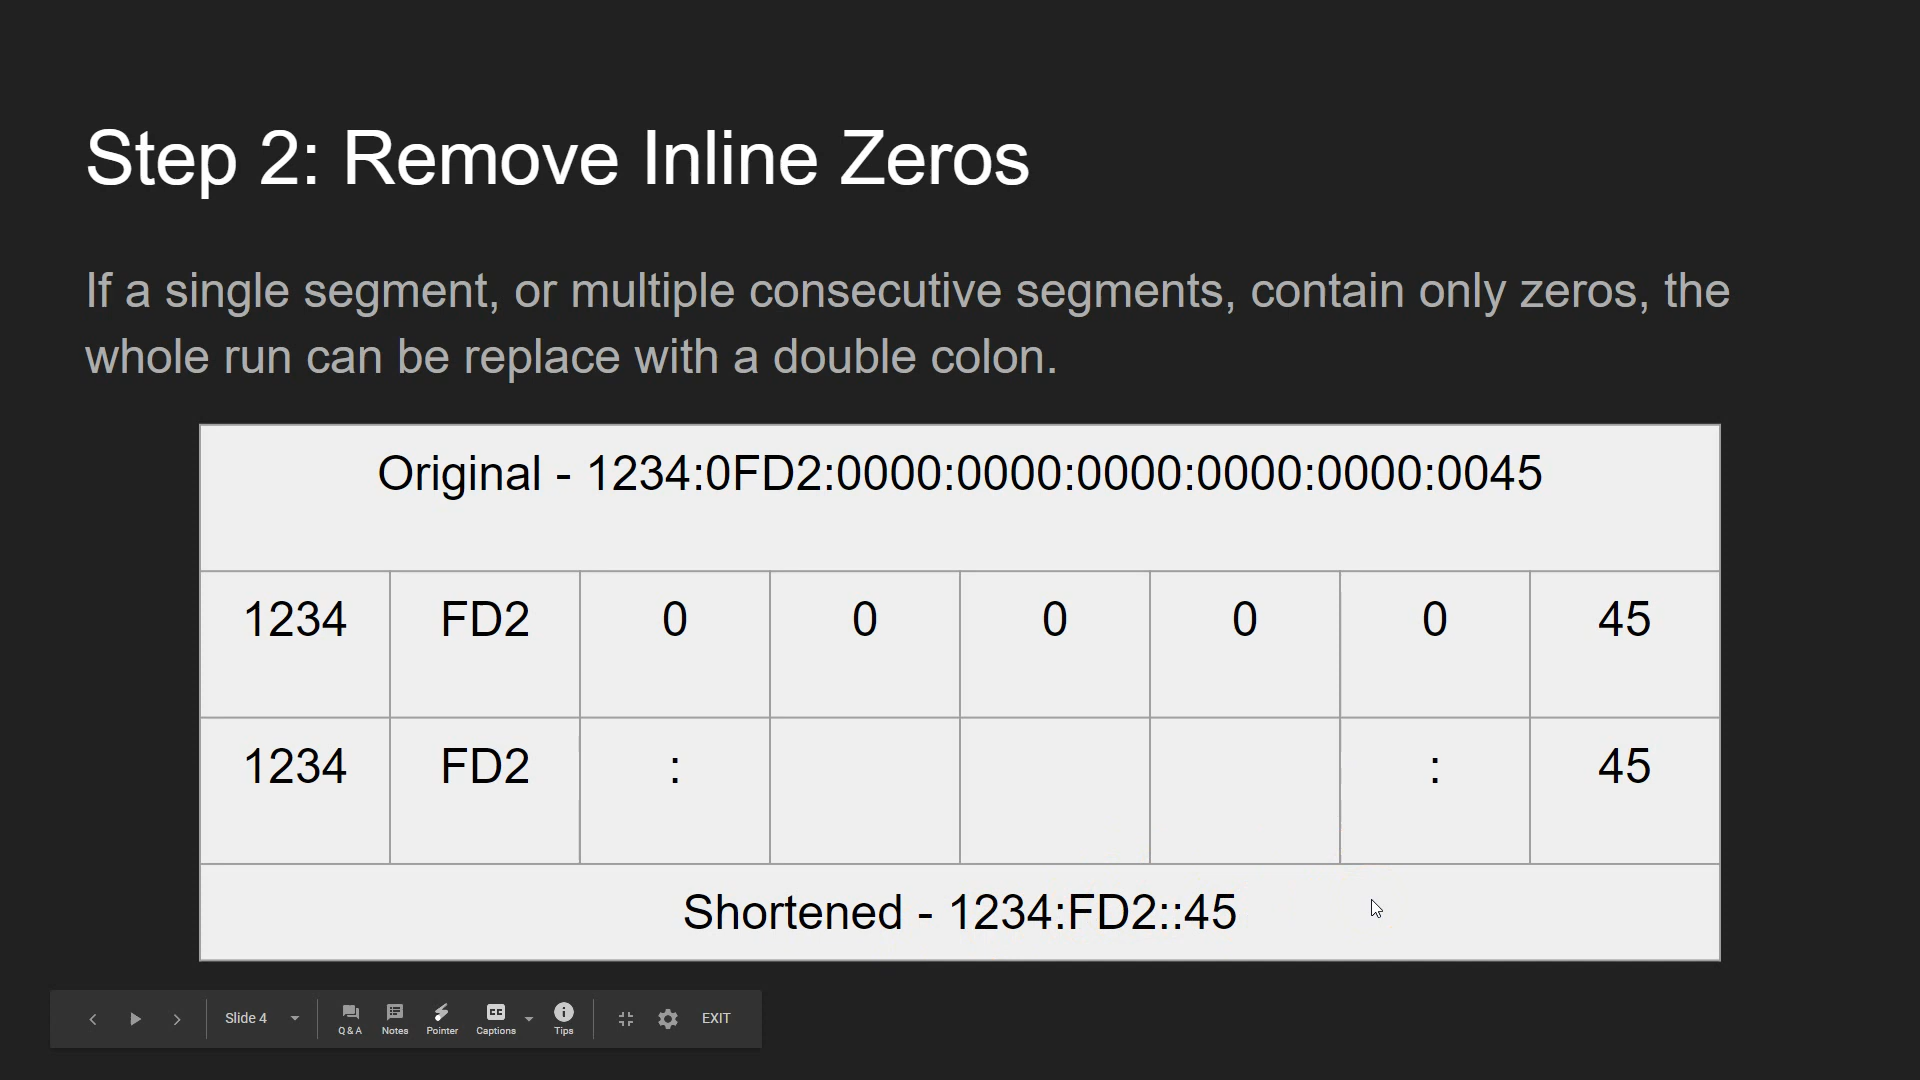 Step 2: Remove Inline Zeros
If a single segment, or multiple consecutive segments, contain only zeros, the
whole run can be replace with a double colon.
Original - 1234:0FD2:0000:0000:0000:0000:0000:0045
1234 FD2 0 0 0 0 0 45
1234 FD2 : : 45
Shortened - 1234:FD2::45
Slide 4
Q&A Notes Pointer Captions Tips EXIT
CC